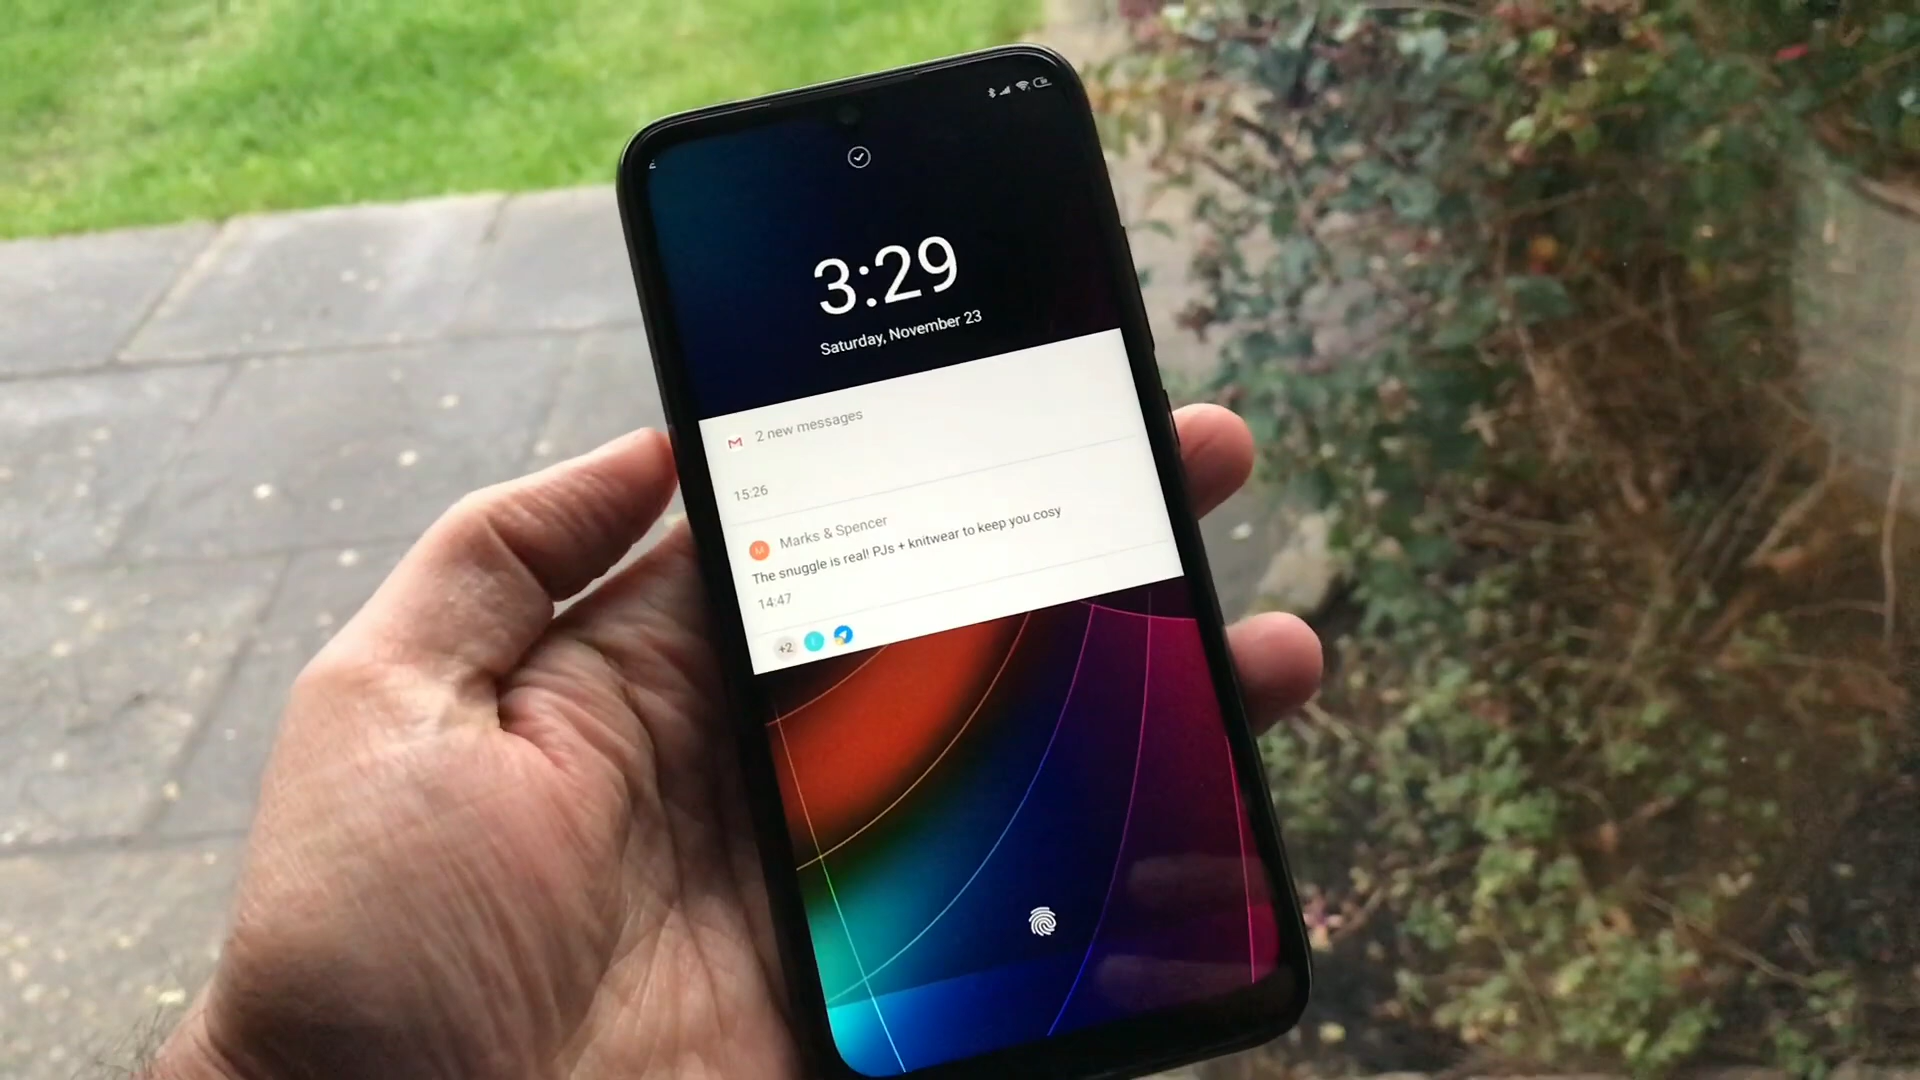 3:29
Saturday, November 23
2 new messages
15:26
M
Marks & Spencer
The snuggle is real! PJs + knitwear to keep you cosy
14:47
+2